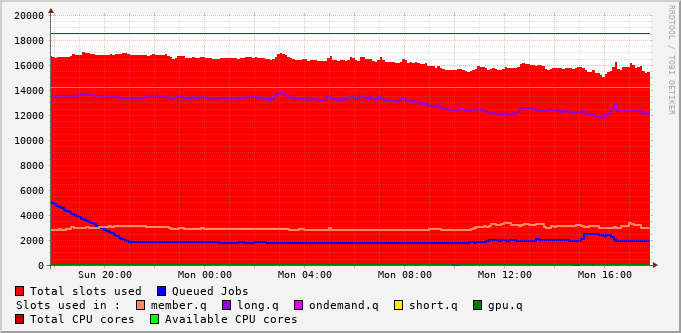 20000
18000
16000
14000
12000
10000
8000
6000
4000
2000
0
Sun 20:00 Mon 00:00 Mon 04:00 Mon 08:00 Mon 12:00 Mon 16:00
Total slots used Queued Jobs
Slots used in : member.q long.q ondemand.q short.q gpu.q
Total CPU cores Available CPU cores
RRDTOOL / TOBI OETIKER